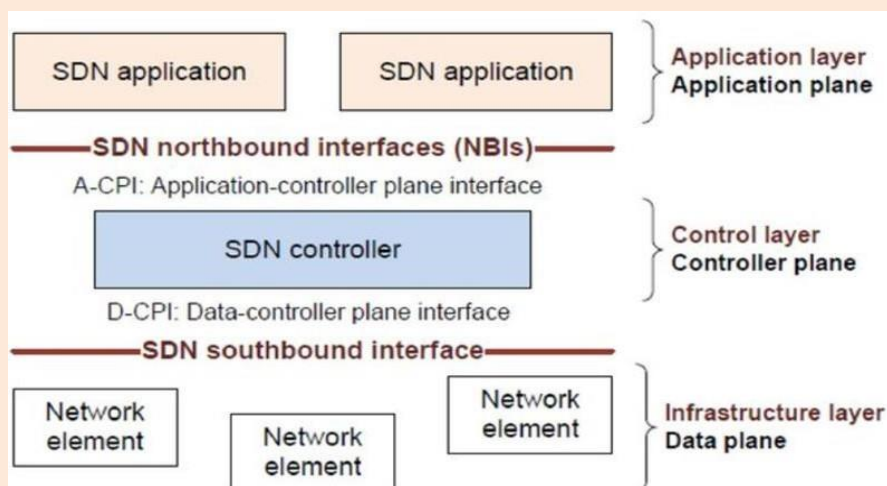 SDN application
SDN application
Application layer
Application plane
SDN northbound interfaces (NBIs)
A-CPI: Application-controller plane interface
SDN controller
Control layer
Controller plane
D-CPI: Data-controller plane interface
SDN southbound interface
Network
element
Network
element
Network
element
Infrastructure layer
Data plane